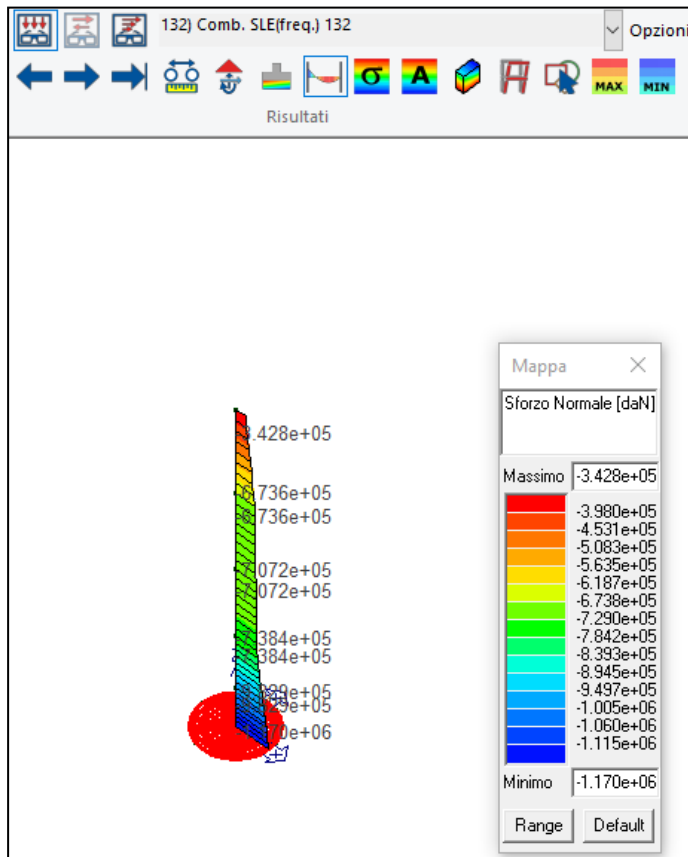 132) Comb. SLE(freq.) 132
Opzioni
σ
A
MAX
MIN
Risultati
Mappa
Sforzo Normale [daN]
Massimo -3.428e+05
-3.980e+05
-4.531e+05
-5.083e+05
-5.635e+05
-6.187e+05
-6.738e+05
-7.290e+05
-7.842e+05
-8.393e+05
-8.945e+05
-9.497e+05
-1.005e+06
-1.060e+06
-1.115e+06
Minimo -1.170e+06
Range Default
3.428e+05
-6.736e+05
-6.736e+05
7.072e+05
7.072e+05
7.384e+05
7.384e+05